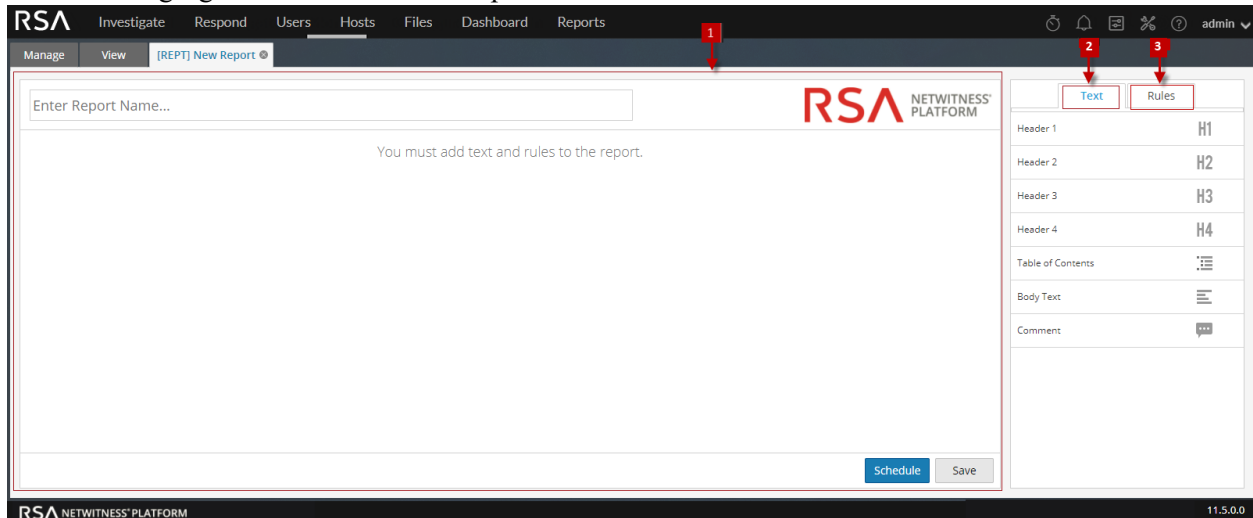 RSA Investigate Respond Users Hosts Files Dashboard Reports admin
1
Manage View [REPT] New Report
2 3
Enter Report Name...
RSA NETWITNESS® PLATFORM
You must add text and rules to the report.
Text Rules
Header 1 H1
Header 2 H2
Header 3 H3
Header 4 H4
Table of Contents
Body Text
Comment
Schedule Save
RSA NETWITNESS® PLATFORM 11.5.0.0